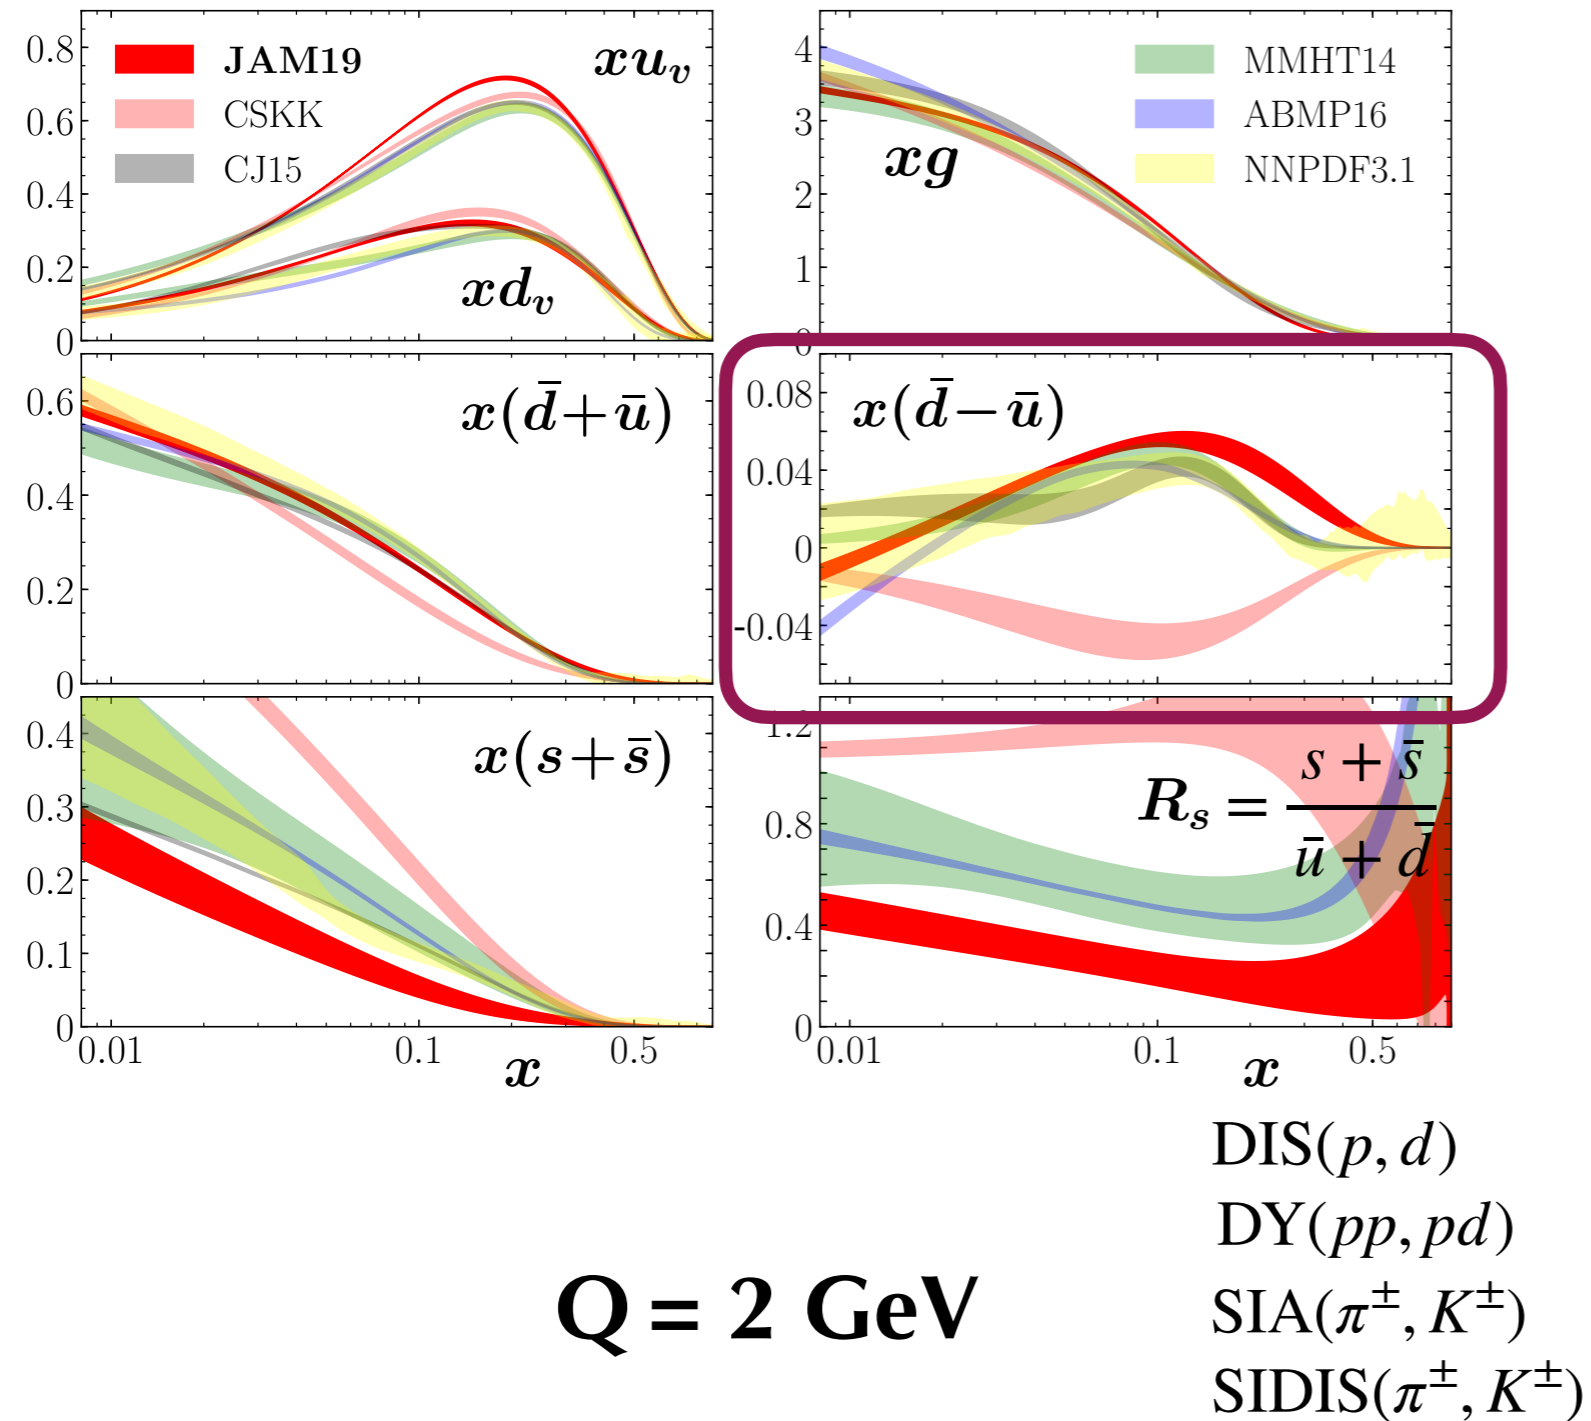 0.8
0.6
0.4
0.2
0
JAM19
CSKK
CJ15
xu_v
xd_v
4
3
2
1
0
xg
MMHT14
ABMP16
NNPDF3.1
0.6
0.4
0.2
0
x(d̄+ū)
0.08
0.04
0
-0.04
x(d̄−ū)
0.4
0.3
0.2
0.1
0
x(s+s̄)
0.01 0.1 0.5
x
1.2
0.8
0.4
0
R_s = (s + s̄)/(ū + d̄)
0.01 0.1 0.5
x
DIS(p, d)
DY(pp, pd)
Q = 2 GeV
SIA(π^±, K^±)
SIDIS(π^±, K^±)